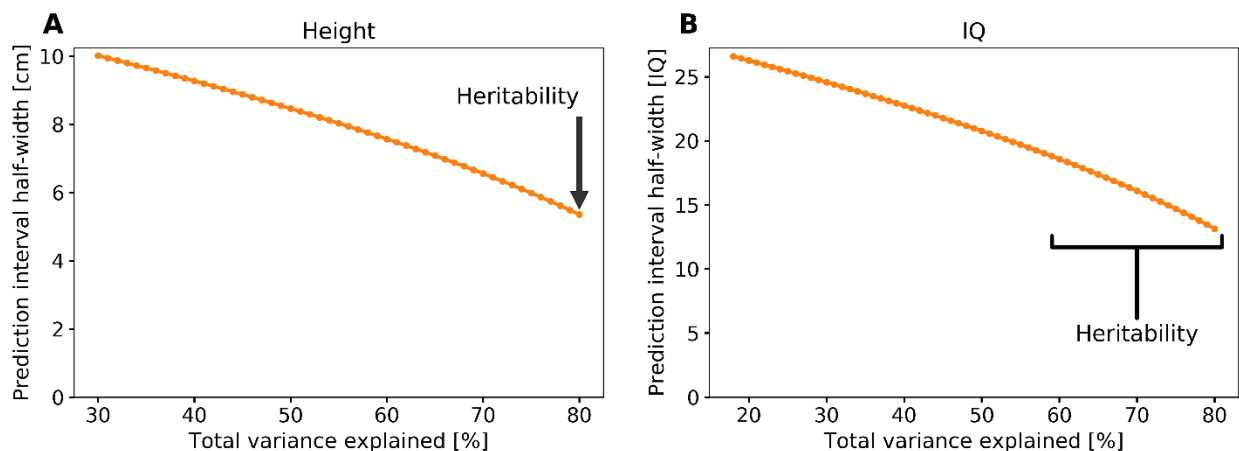 A
Height
Prediction interval half-width [cm]
10
8
6
4
2
0
Heritability
30
40
50
60
70
80
Total variance explained [%]
B
IQ
Prediction interval half-width [IQ]
25
20
15
10
5
0
Heritability
20
30
40
50
60
70
80
Total variance explained [%]